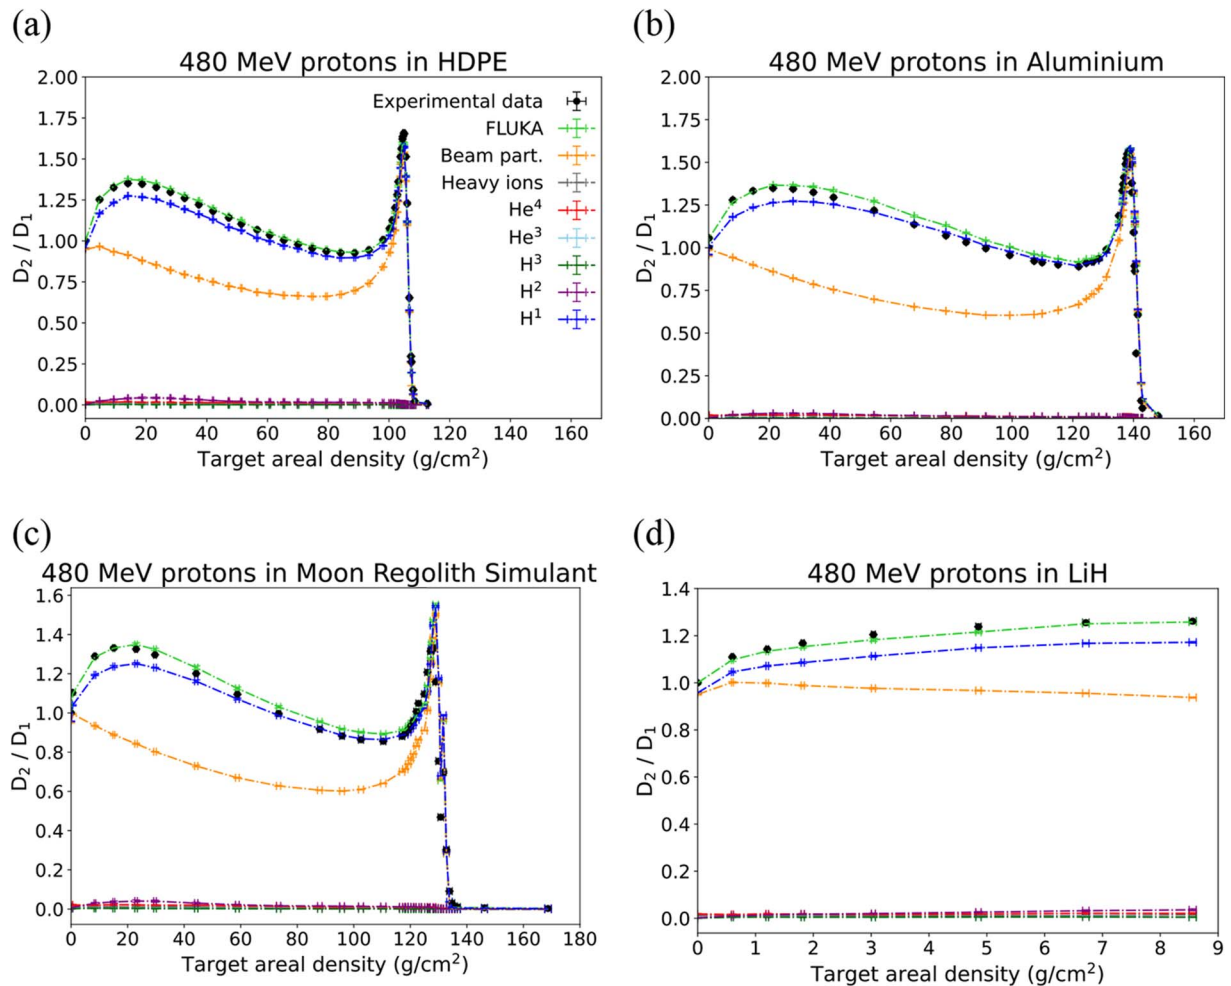 (a)
480 MeV protons in HDPE
2.00
1.75
1.50
1.25
1.00
0.75
0.50
0.25
0.00
D₂ / D₁
Experimental data
FLUKA
Beam part.
Heavy ions
He⁴
He³
H³
H²
H¹
0 20 40 60 80 100 120 140 160
Target areal density (g/cm²)
(b)
480 MeV protons in Aluminium
2.00
1.75
1.50
1.25
1.00
0.75
0.50
0.25
0.00
D₂ / D₁
0 20 40 60 80 100 120 140 160
Target areal density (g/cm²)
(c)
480 MeV protons in Moon Regolith Simulant
1.6
1.4
1.2
1.0
0.8
0.6
0.4
0.2
0.0
D₂ / D₁
0 20 40 60 80 100 120 140 160 180
Target areal density (g/cm²)
(d)
480 MeV protons in LiH
1.4
1.2
1.0
0.8
0.6
0.4
0.2
0.0
D₂ / D₁
0 1 2 3 4 5 6 7 8 9
Target areal density (g/cm²)